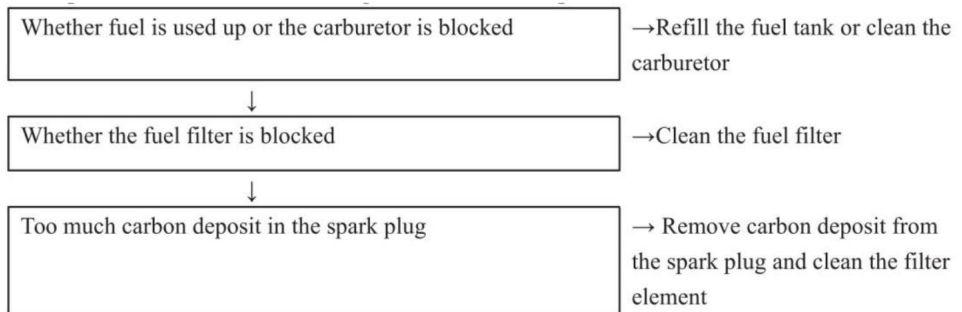 Whether fuel is used up or the carburetor is blocked
→Refill the fuel tank or clean the
carburetor
↓
Whether the fuel filter is blocked
→Clean the fuel filter
↓
Too much carbon deposit in the spark plug
→ Remove carbon deposit from
the spark plug and clean the filter
element